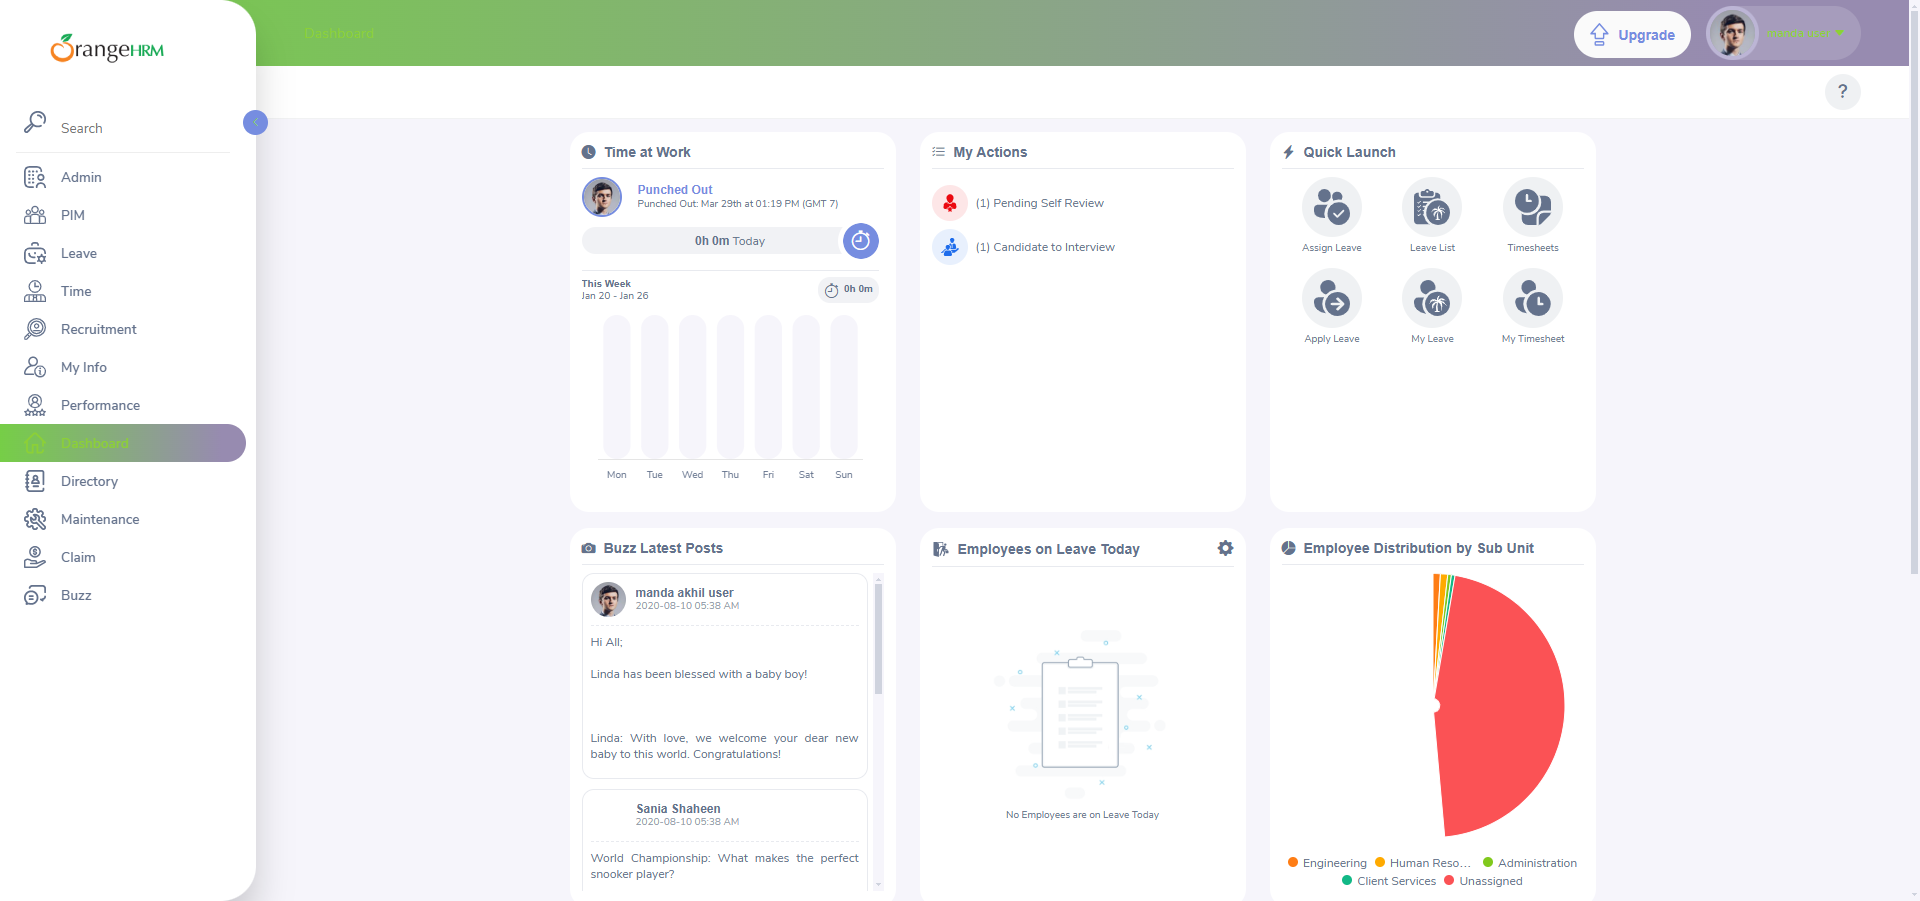 OrangeHRM
Dashboard
Upgrade
manda user
?
Search
Admin
PIM
Leave
Time
Recruitment
My Info
Performance
Dashboard
Directory
Maintenance
Claim
Buzz
Time at Work
Punched Out
Punched Out: Mar 29th at 01:19 PM (GMT 7)
0h 0m Today
This Week
Jan 20 - Jan 26
0h 0m
Mon Tue Wed Thu Fri Sat Sun
My Actions
(1) Pending Self Review
(1) Candidate to Interview
Quick Launch
Assign Leave Leave List Timesheets
Apply Leave My Leave My Timesheet
Buzz Latest Posts
manda akhil user
2020-08-10 05:38 AM
Hi All;
Linda has been blessed with a baby boy!
Linda: With love, we welcome your dear new
baby to this world. Congratulations!
Sania Shaheen
2020-08-10 05:38 AM
World Championship: What makes the perfect
snooker player?
Employees on Leave Today
No Employees are on Leave Today
Employee Distribution by Sub Unit
Engineering Human Reso... Administration
Client Services Unassigned